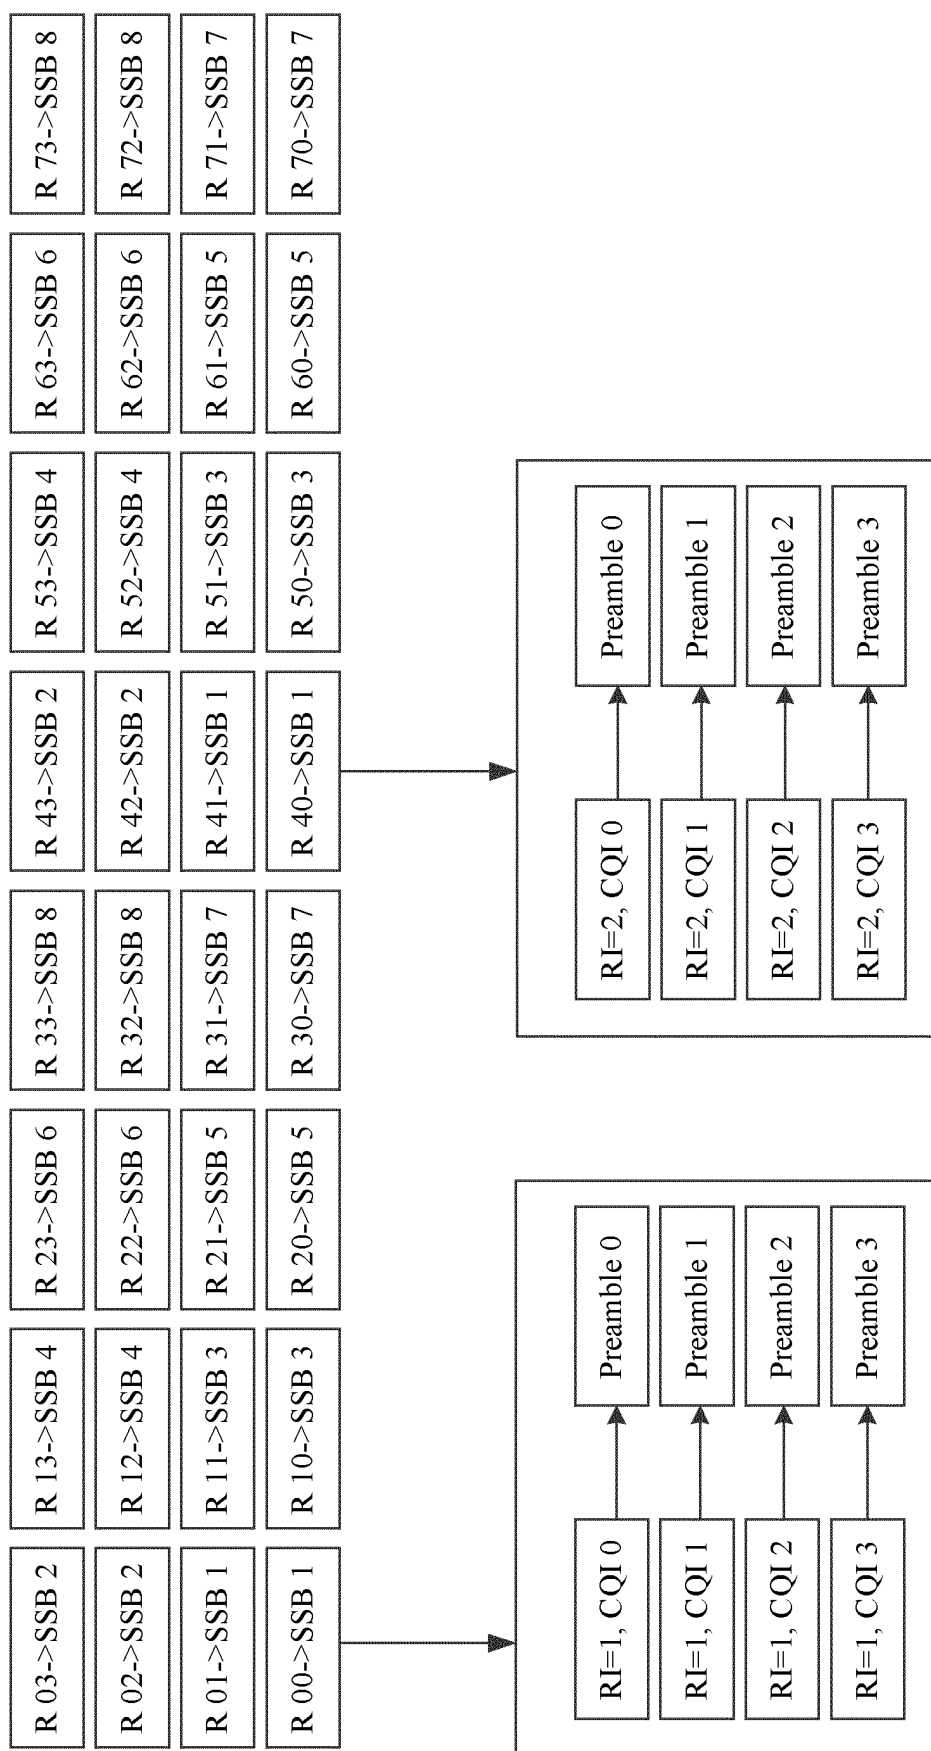 R 03->SSB 2
R 13->SSB 4
R 23->SSB 6
R 33->SSB 8
R 43->SSB 2
R 53->SSB 4
R 63->SSB 6
R 73->SSB 8
R 02->SSB 2
R 12->SSB 4
R 22->SSB 6
R 32->SSB 8
R 42->SSB 2
R 52->SSB 4
R 62->SSB 6
R 72->SSB 8
R 01->SSB 1
R 11->SSB 3
R 21->SSB 5
R 31->SSB 7
R 41->SSB 1
R 51->SSB 3
R 61->SSB 5
R 71->SSB 7
R 00->SSB 1
R 10->SSB 3
R 20->SSB 5
R 30->SSB 7
R 40->SSB 1
R 50->SSB 3
R 60->SSB 5
R 70->SSB 7
RI=1, CQI 0
Preamble 0
RI=1, CQI 1
Preamble 1
RI=1, CQI 2
Preamble 2
RI=1, CQI 3
Preamble 3
RI=2, CQI 0
Preamble 0
RI=2, CQI 1
Preamble 1
RI=2, CQI 2
Preamble 2
RI=2, CQI 3
Preamble 3